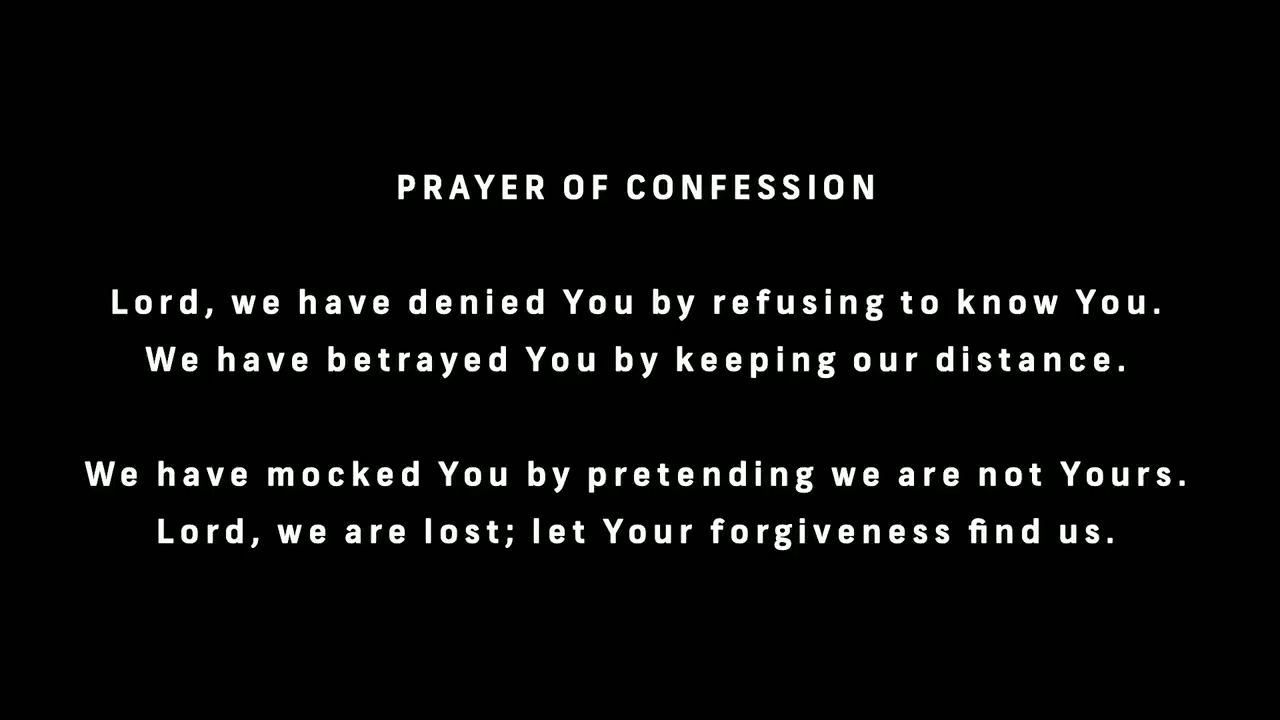 PRAYER OF CONFESSION
Lord, we have denied You by refusing to know You.
We have betrayed You by keeping our distance.
We have mocked You by pretending we are not Yours.
Lord, we are lost; let Your forgiveness find us.